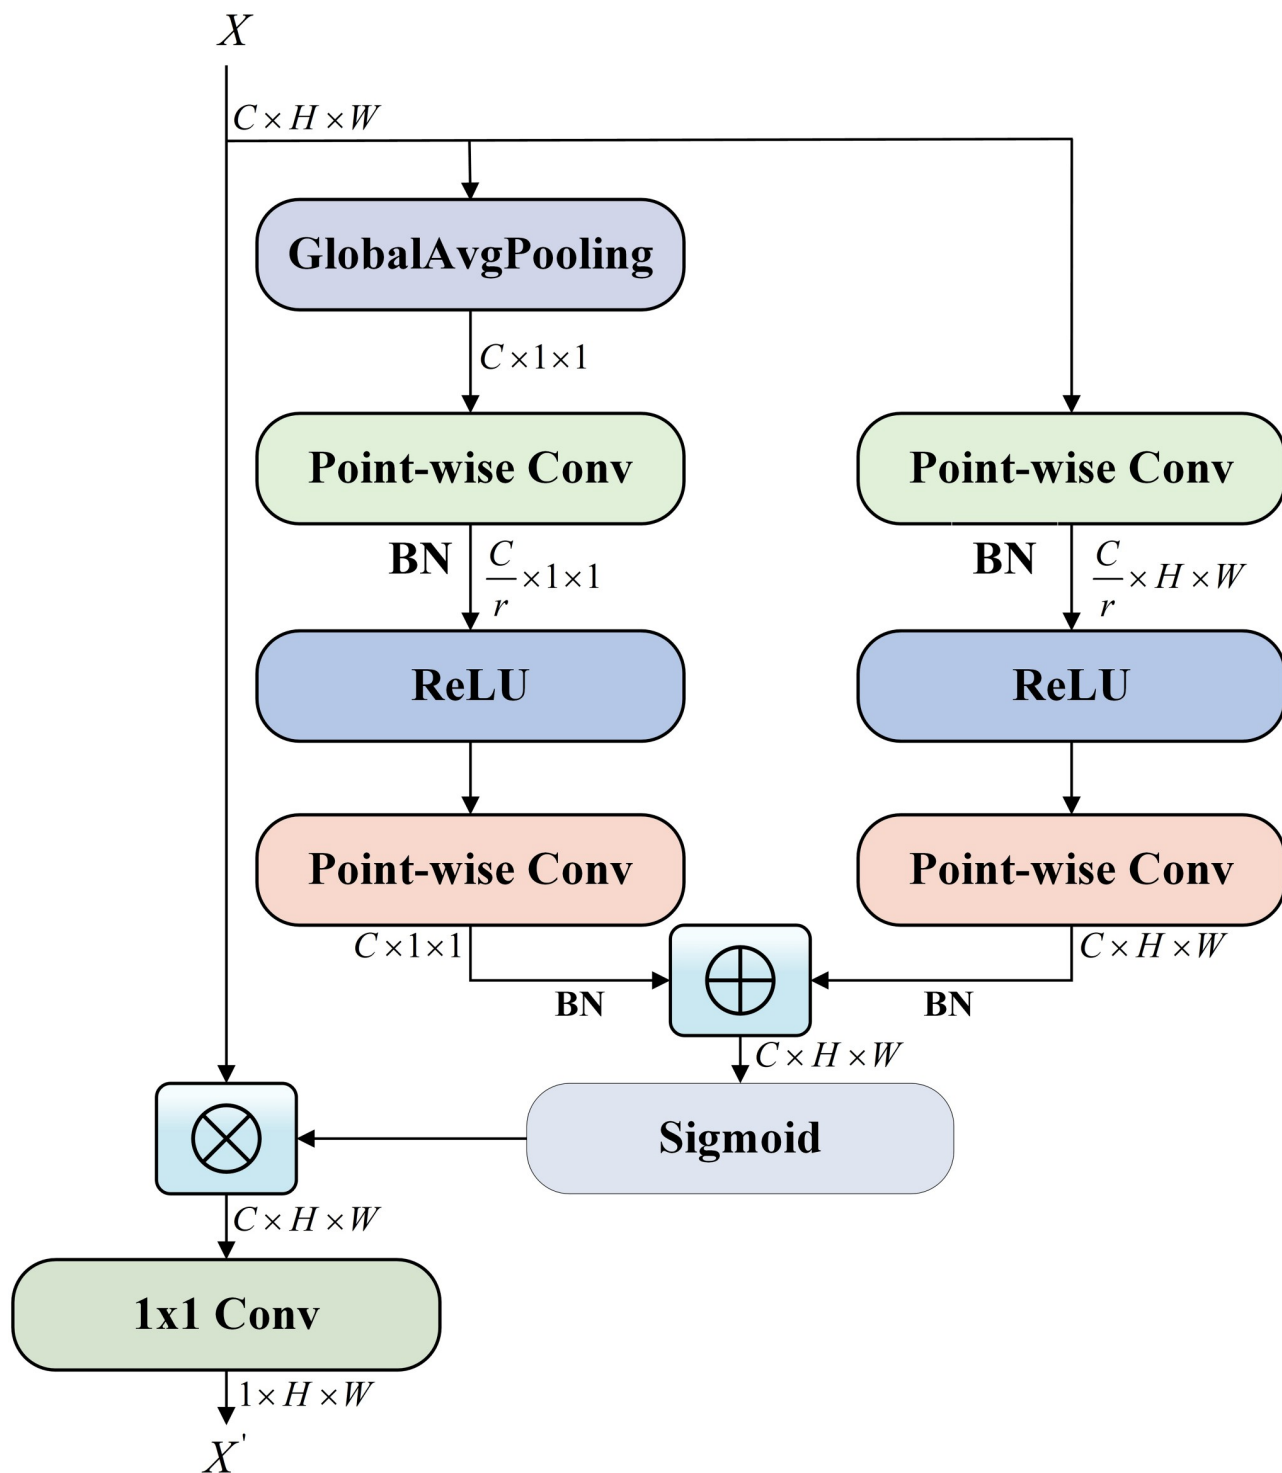 X
C × H × W
GlobalAvgPooling
C × 1 × 1
Point-wise Conv
Point-wise Conv
BN
C/r × 1 × 1
BN
C/r × H × W
ReLU
ReLU
Point-wise Conv
Point-wise Conv
C × 1 × 1
C × H × W
BN
BN
C × H × W
Sigmoid
C × H × W
1x1 Conv
1 × H × W
X'